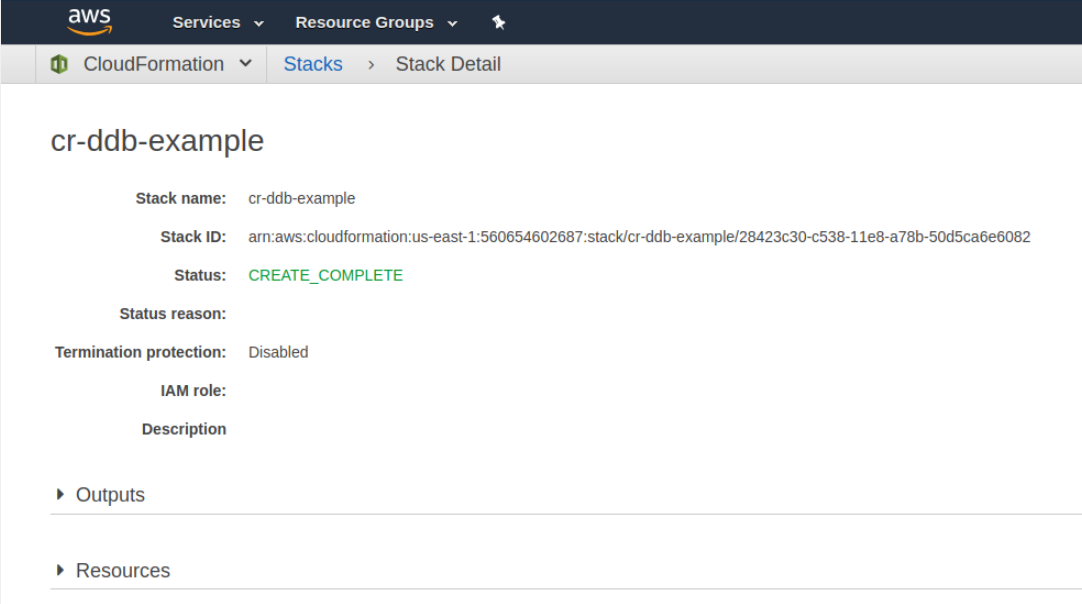 aws Services Resource Groups
CloudFormation Stacks › Stack Detail
cr-ddb-example
Stack name: cr-ddb-example
Stack ID: arn:aws:cloudformation:us-east-1:560654602687:stack/cr-ddb-example/28423c30-c538-11e8-a78b-50d5ca6e6082
Status: CREATE_COMPLETE
Status reason:
Termination protection: Disabled
IAM role:
Description
Outputs
Resources